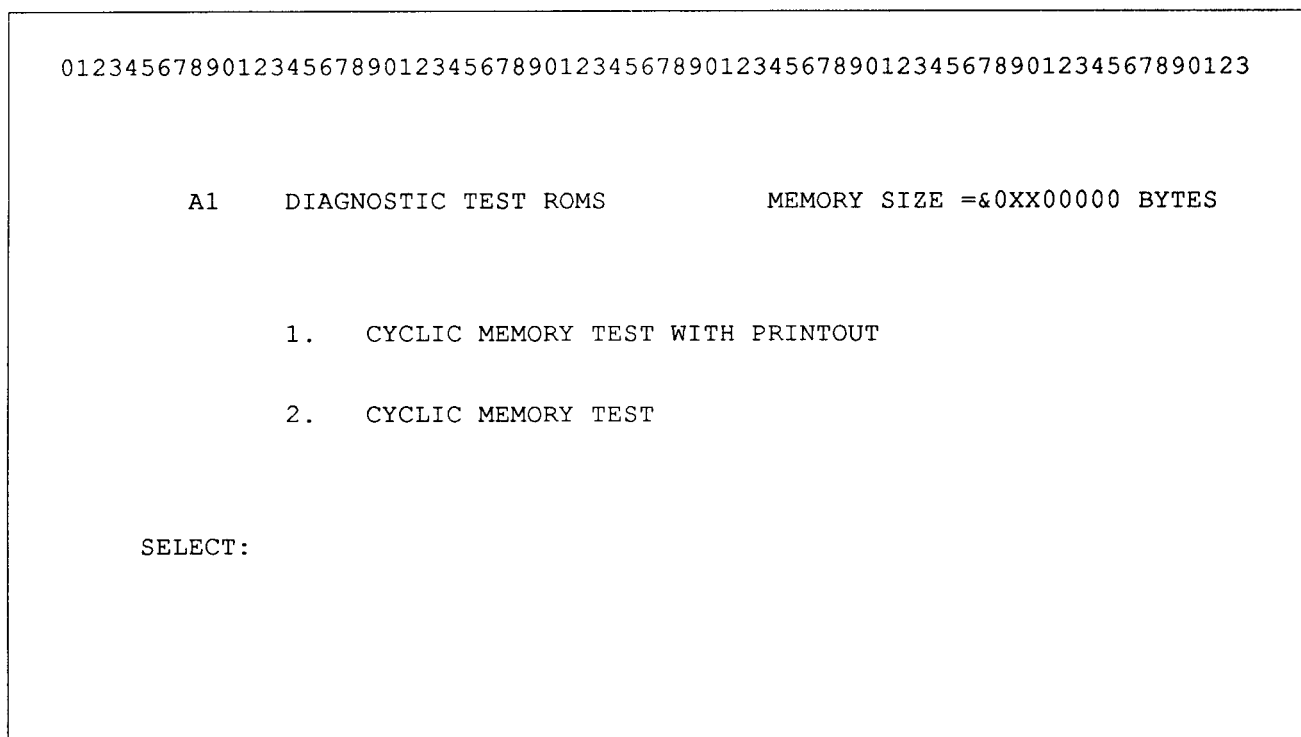 01234567890123456789012345678901234567890123456789012345678901234567890123
A1 DIAGNOSTIC TEST ROMS MEMORY SIZE =&0XX00000 BYTES
1. CYCLIC MEMORY TEST WITH PRINTOUT
2. CYCLIC MEMORY TEST
SELECT: